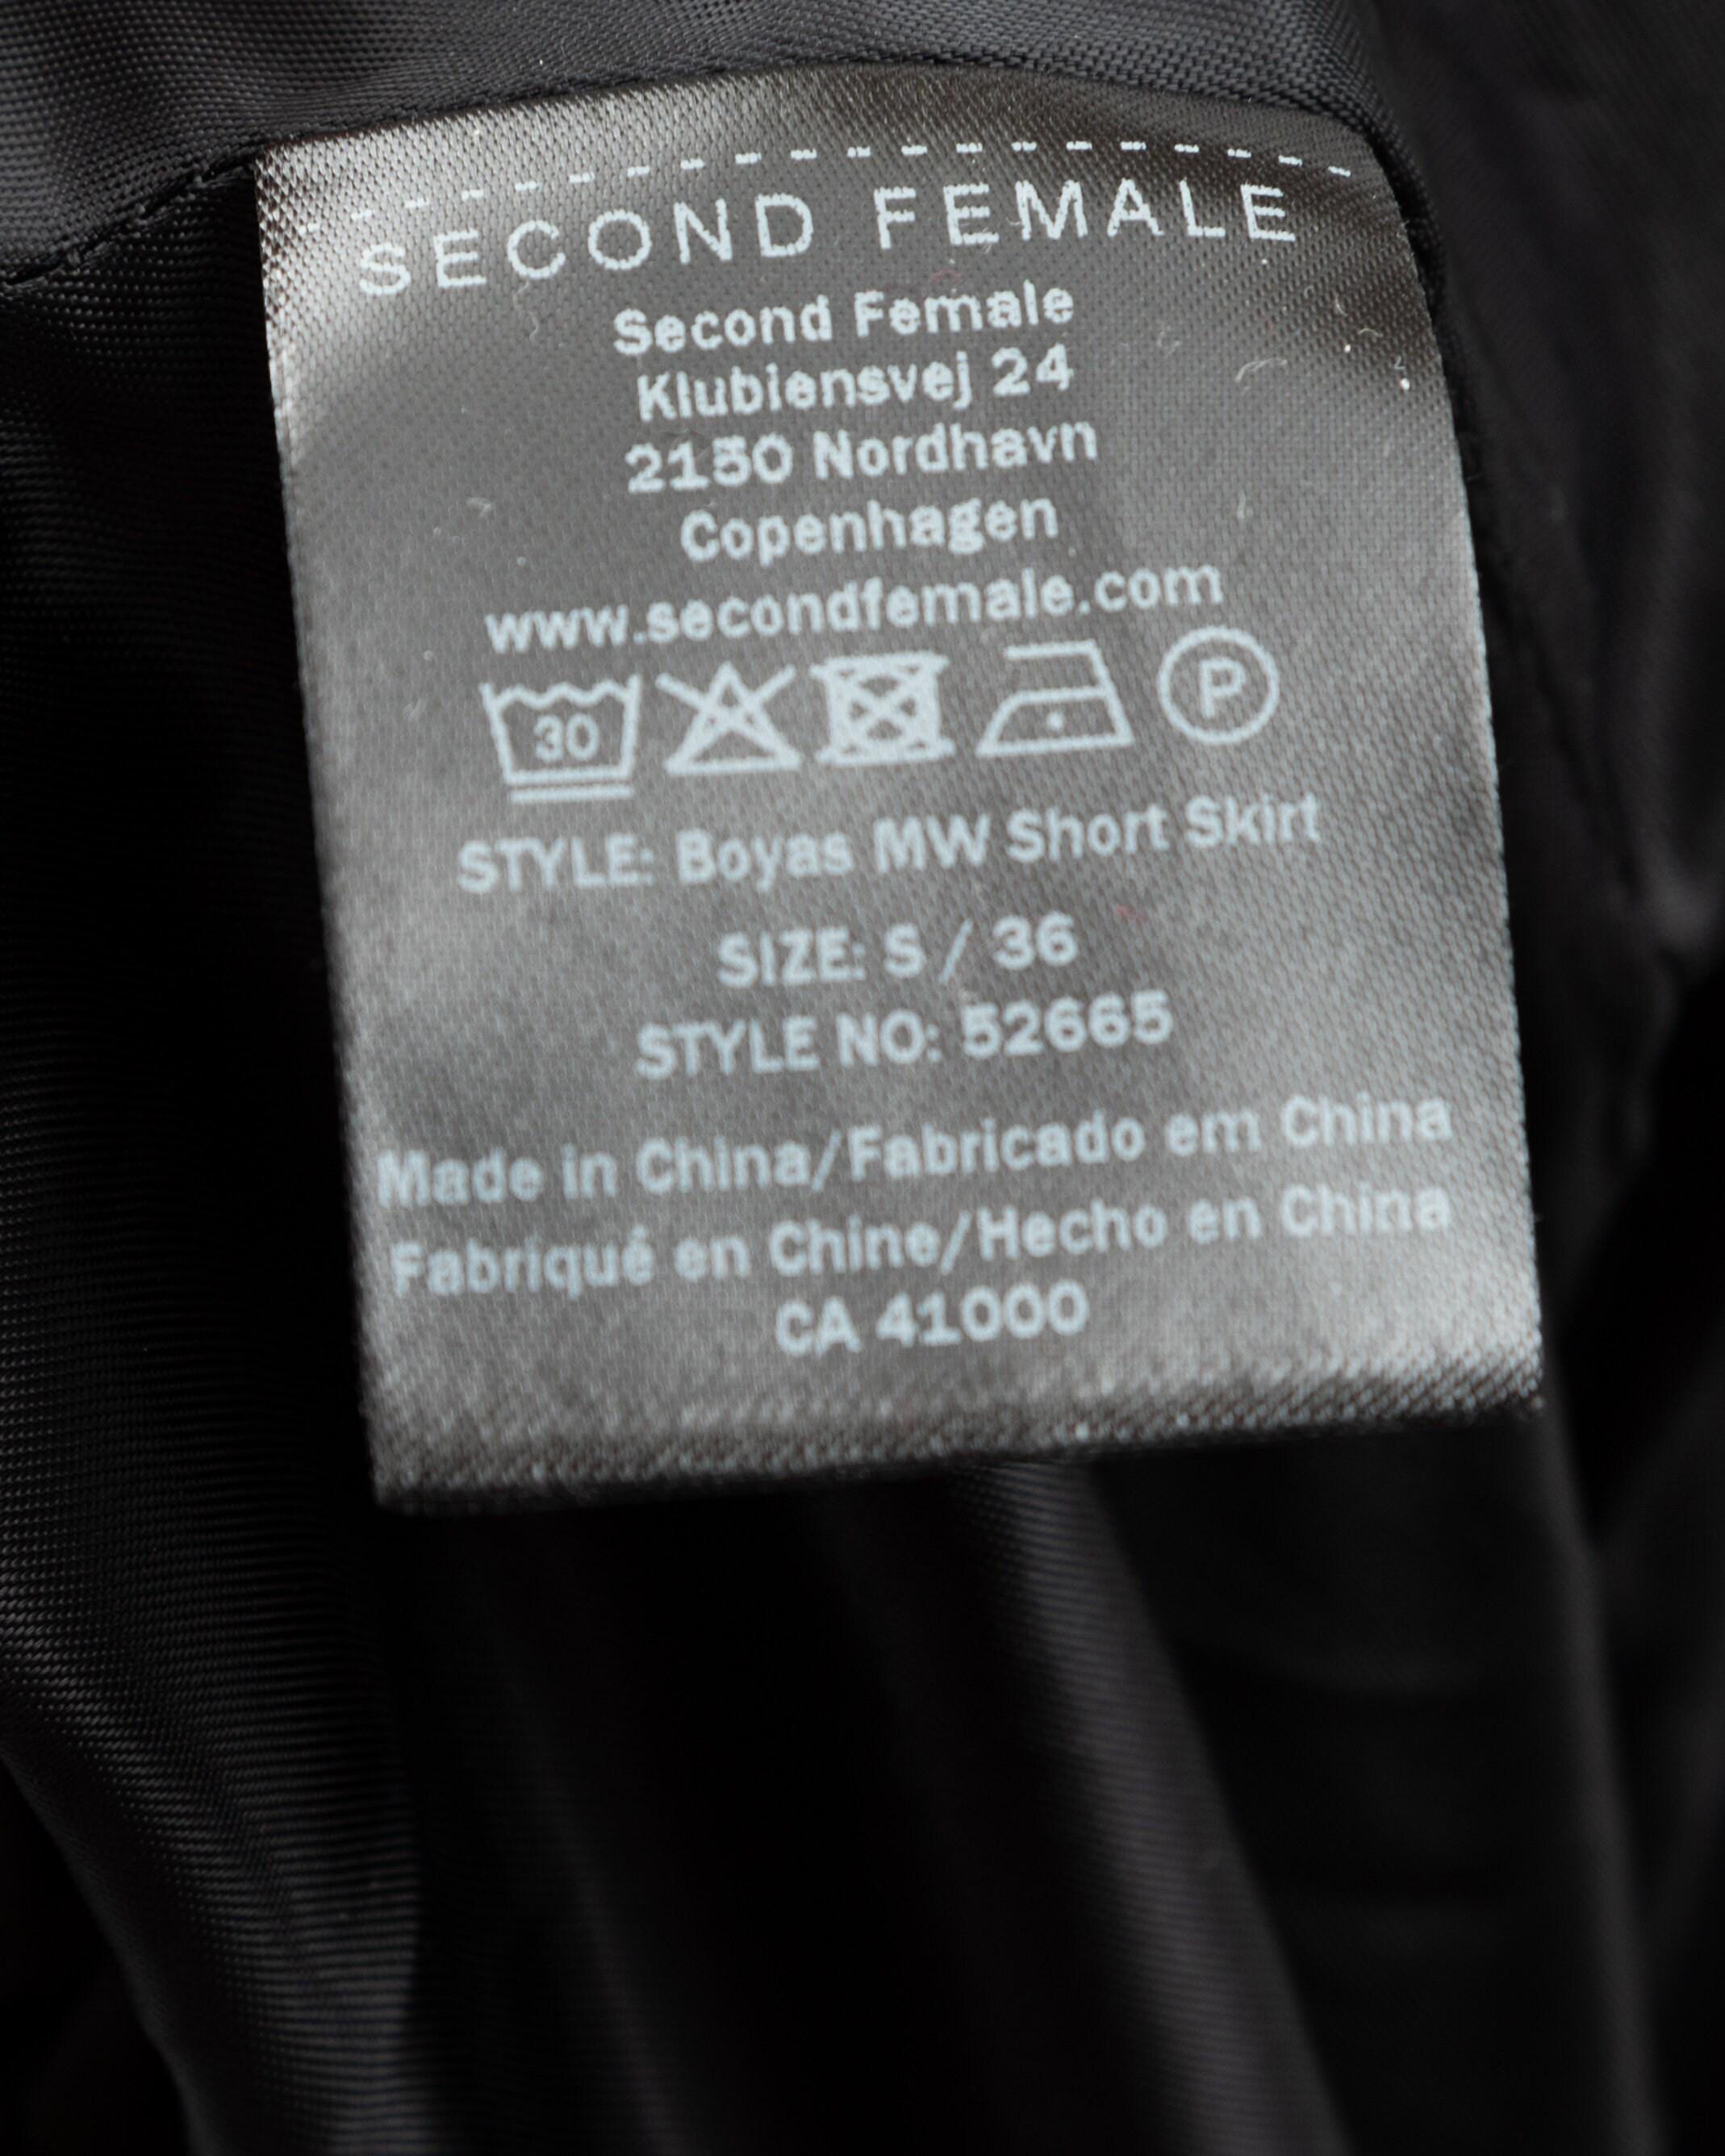 SECOND FEMALE
Second Female
Klubiensvej 24
2150 Nordhavn
Copenhagen
www.secondfemale.com
30 P
STYLE: Boyas MW Short Skirt
SIZE: S / 36
STYLE NO: 52665
Made in China/Fabricado em China
Fabriqué en Chine/Hecho en China
CA 41000